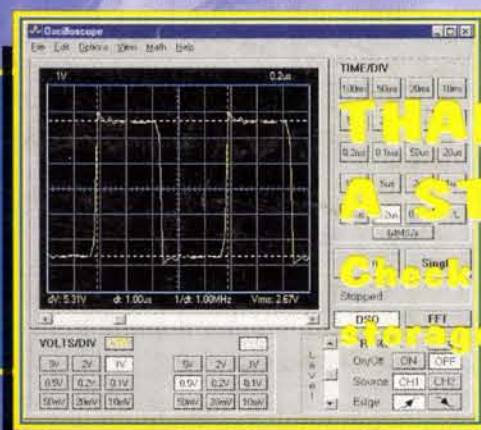 Oscilloscope
File Edit Options View Math Help
1V 0.2us
dV: 5.31V dt: 1.00us 1/dt: 1.00MHz Vrms: 2.67V
TIME/DIV
100ms 50ms 20ms 10ms
THA
0.2ms 0.1ms 50us 20us
5us
A ST
64MS/s
Singl
Check
Stopped
DSO FFT
storag
VOLTS/DIV CH1
5V 2V 1V
0.5V 0.2V 0.1V
50mV 20mV 10mV
5V 2V 1V
0.5V 0.2V 0.1V
50mV 20mV 10mV
Level
On/Off ON OFF
Source CH1 CH2
Edge